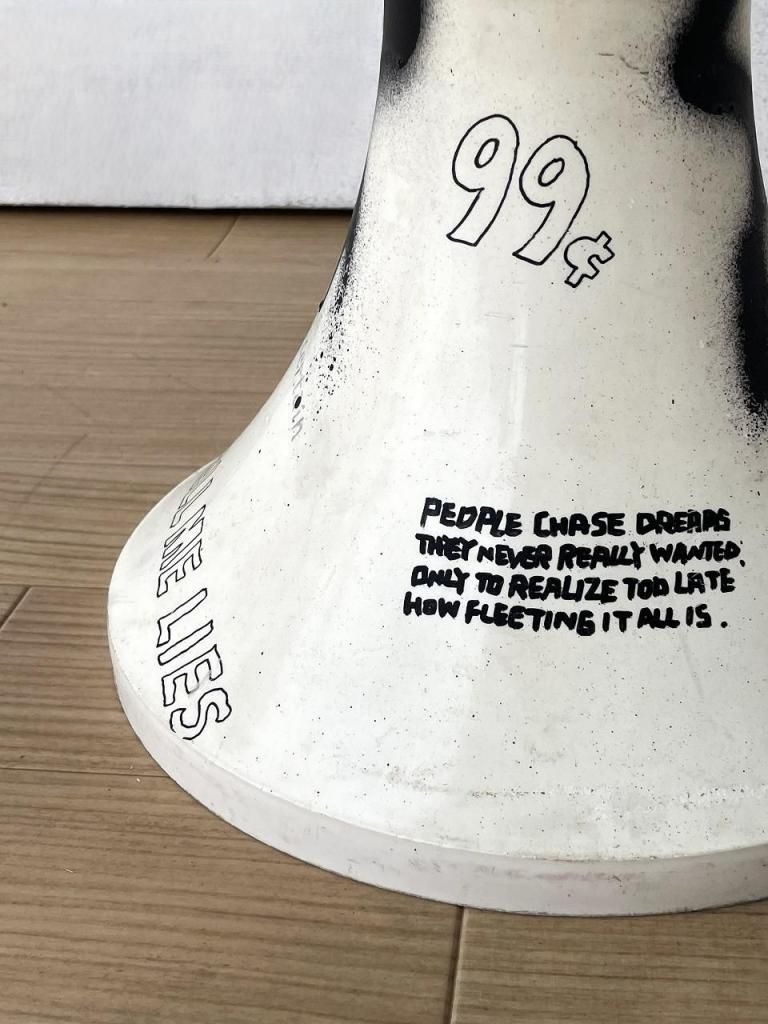 99¢
PEOPLE CHASE DREAMS
THEY NEVER REALLY WANTED.
ONLY TO REALIZE TOO LATE
HOW FLEETING IT ALL IS.
ME LIES